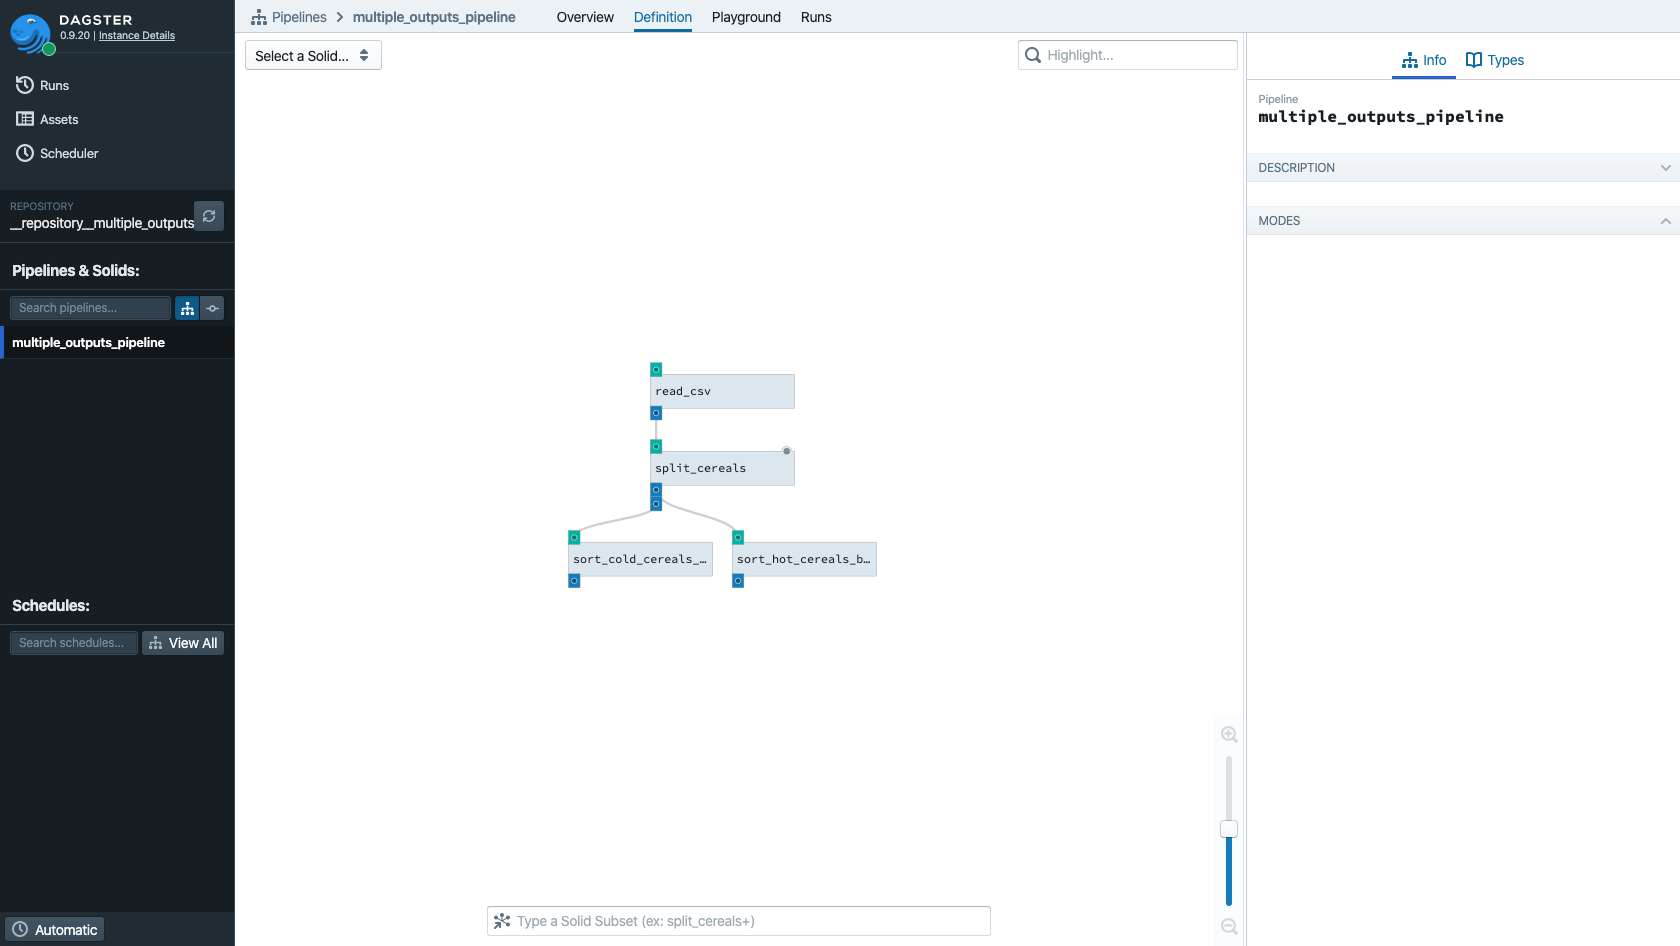 DAGSTER
0.9.20 | Instance Details
Runs
Assets
Scheduler
REPOSITORY
__repository__multiple_outputs
Pipelines & Solids:
Search pipelines...
multiple_outputs_pipeline
Schedules:
Search schedules...
View All
Automatic
Pipelines > multiple_outputs_pipeline
Overview
Definition
Playground
Runs
Select a Solid...
Highlight...
read_csv
split_cereals
sort_cold_cereals_…
sort_hot_cereals_b…
Type a Solid Subset (ex: split_cereals+)
Info
Types
Pipeline
multiple_outputs_pipeline
DESCRIPTION
MODES